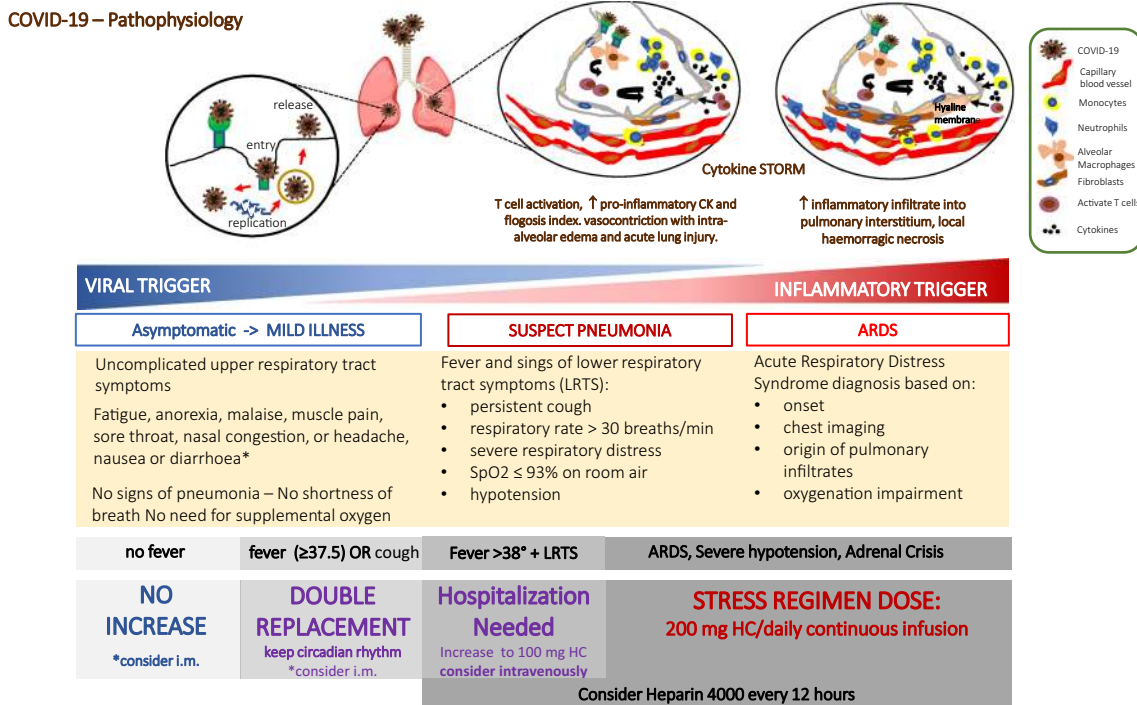 COVID-19 – Pathophysiology
release
entry
replication
Hyaline
membrane
Cytokine STORM
T cell activation, ↑ pro-inflammatory CK and
flogosis index. vasocontriction with intra-
alveolar edema and acute lung injury.
↑ inflammatory infiltrate into
pulmonary interstitium, local
haemorragic necrosis
COVID-19
Capillary
blood vessel
Monocytes
Neutrophils
Alveolar
Macrophages
Fibroblasts
Activate T cells
Cytokines
VIRAL TRIGGER
INFLAMMATORY TRIGGER
Asymptomatic -> MILD ILLNESS
SUSPECT PNEUMONIA
ARDS
Uncomplicated upper respiratory tract
symptoms
Fatigue, anorexia, malaise, muscle pain,
sore throat, nasal congestion, or headache,
nausea or diarrhoea*
No signs of pneumonia – No shortness of
breath No need for supplemental oxygen
Fever and sings of lower respiratory
tract symptoms (LRTS):
• persistent cough
• respiratory rate > 30 breaths/min
• severe respiratory distress
• SpO2 ≤ 93% on room air
• hypotension
Acute Respiratory Distress
Syndrome diagnosis based on:
• onset
• chest imaging
• origin of pulmonary
infiltrates
• oxygenation impairment
no fever
fever (≥37.5) OR cough
Fever >38° + LRTS
ARDS, Severe hypotension, Adrenal Crisis
NO
INCREASE
*consider i.m.
DOUBLE
REPLACEMENT
keep circadian rhythm
*consider i.m.
Hospitalization
Needed
Increase to 100 mg HC
consider intravenously
STRESS REGIMEN DOSE:
200 mg HC/daily continuous infusion
Consider Heparin 4000 every 12 hours